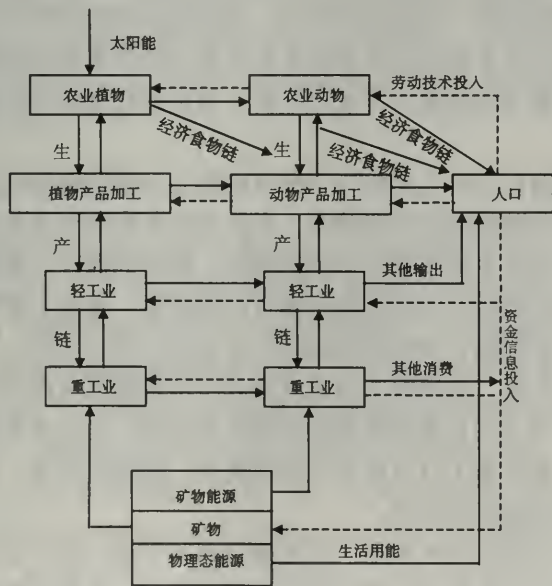 太阳能
农业植物
农业动物
劳动技术投入
经济食物链
经济食物链
经济食物链
生
生
植物产品加工
动物产品加工
人口
产
产
其他输出
轻工业
轻工业
资金信息投入
链
链
其他消费
重工业
重工业
矿物能源
矿物
物理态能源
生活用能